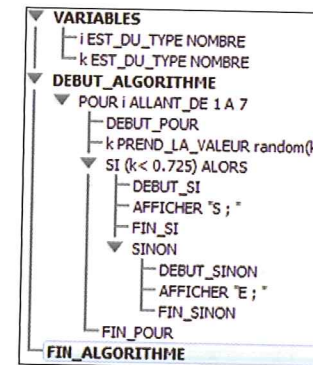 VARIABLES
i EST_DU_TYPE NOMBRE
k EST_DU_TYPE NOMBRE
DEBUT_ALGORITHME
POUR i ALLANT_DE 1 A 7
DEBUT_POUR
k PREND_LA_VALEUR random(
SI (k< 0.725) ALORS
DEBUT_SI
AFFICHER "S ; "
FIN_SI
SINON
DEBUT_SINON
AFFICHER "E ; "
FIN_SINON
FIN_POUR
FIN_ALGORITHME